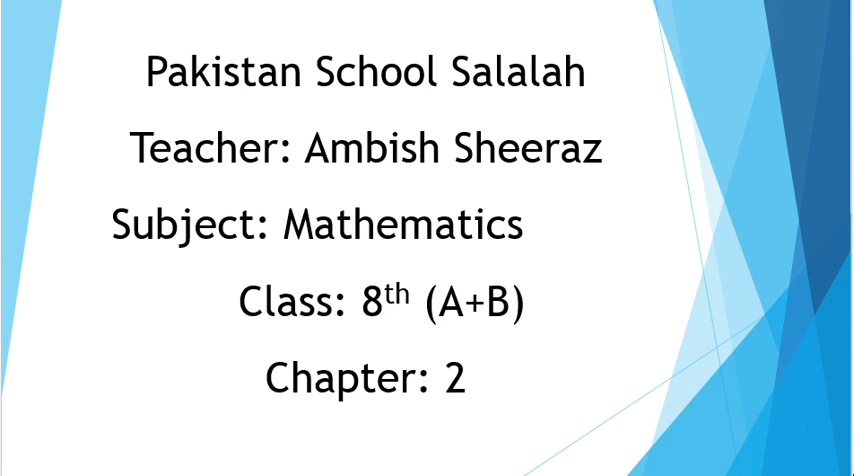 Pakistan School Salalah
Teacher: Ambish Sheeraz
Subject: Mathematics
Class: 8th (A+B)
Chapter: 2